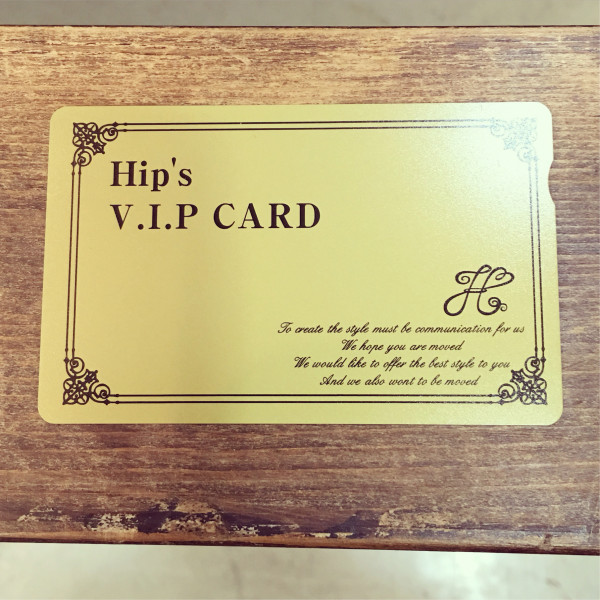 Hip's
V.I.P CARD
H
To create the style must be communication for us
We hope you are moved
We would like to offer the best style to you
And we also wont to be moved